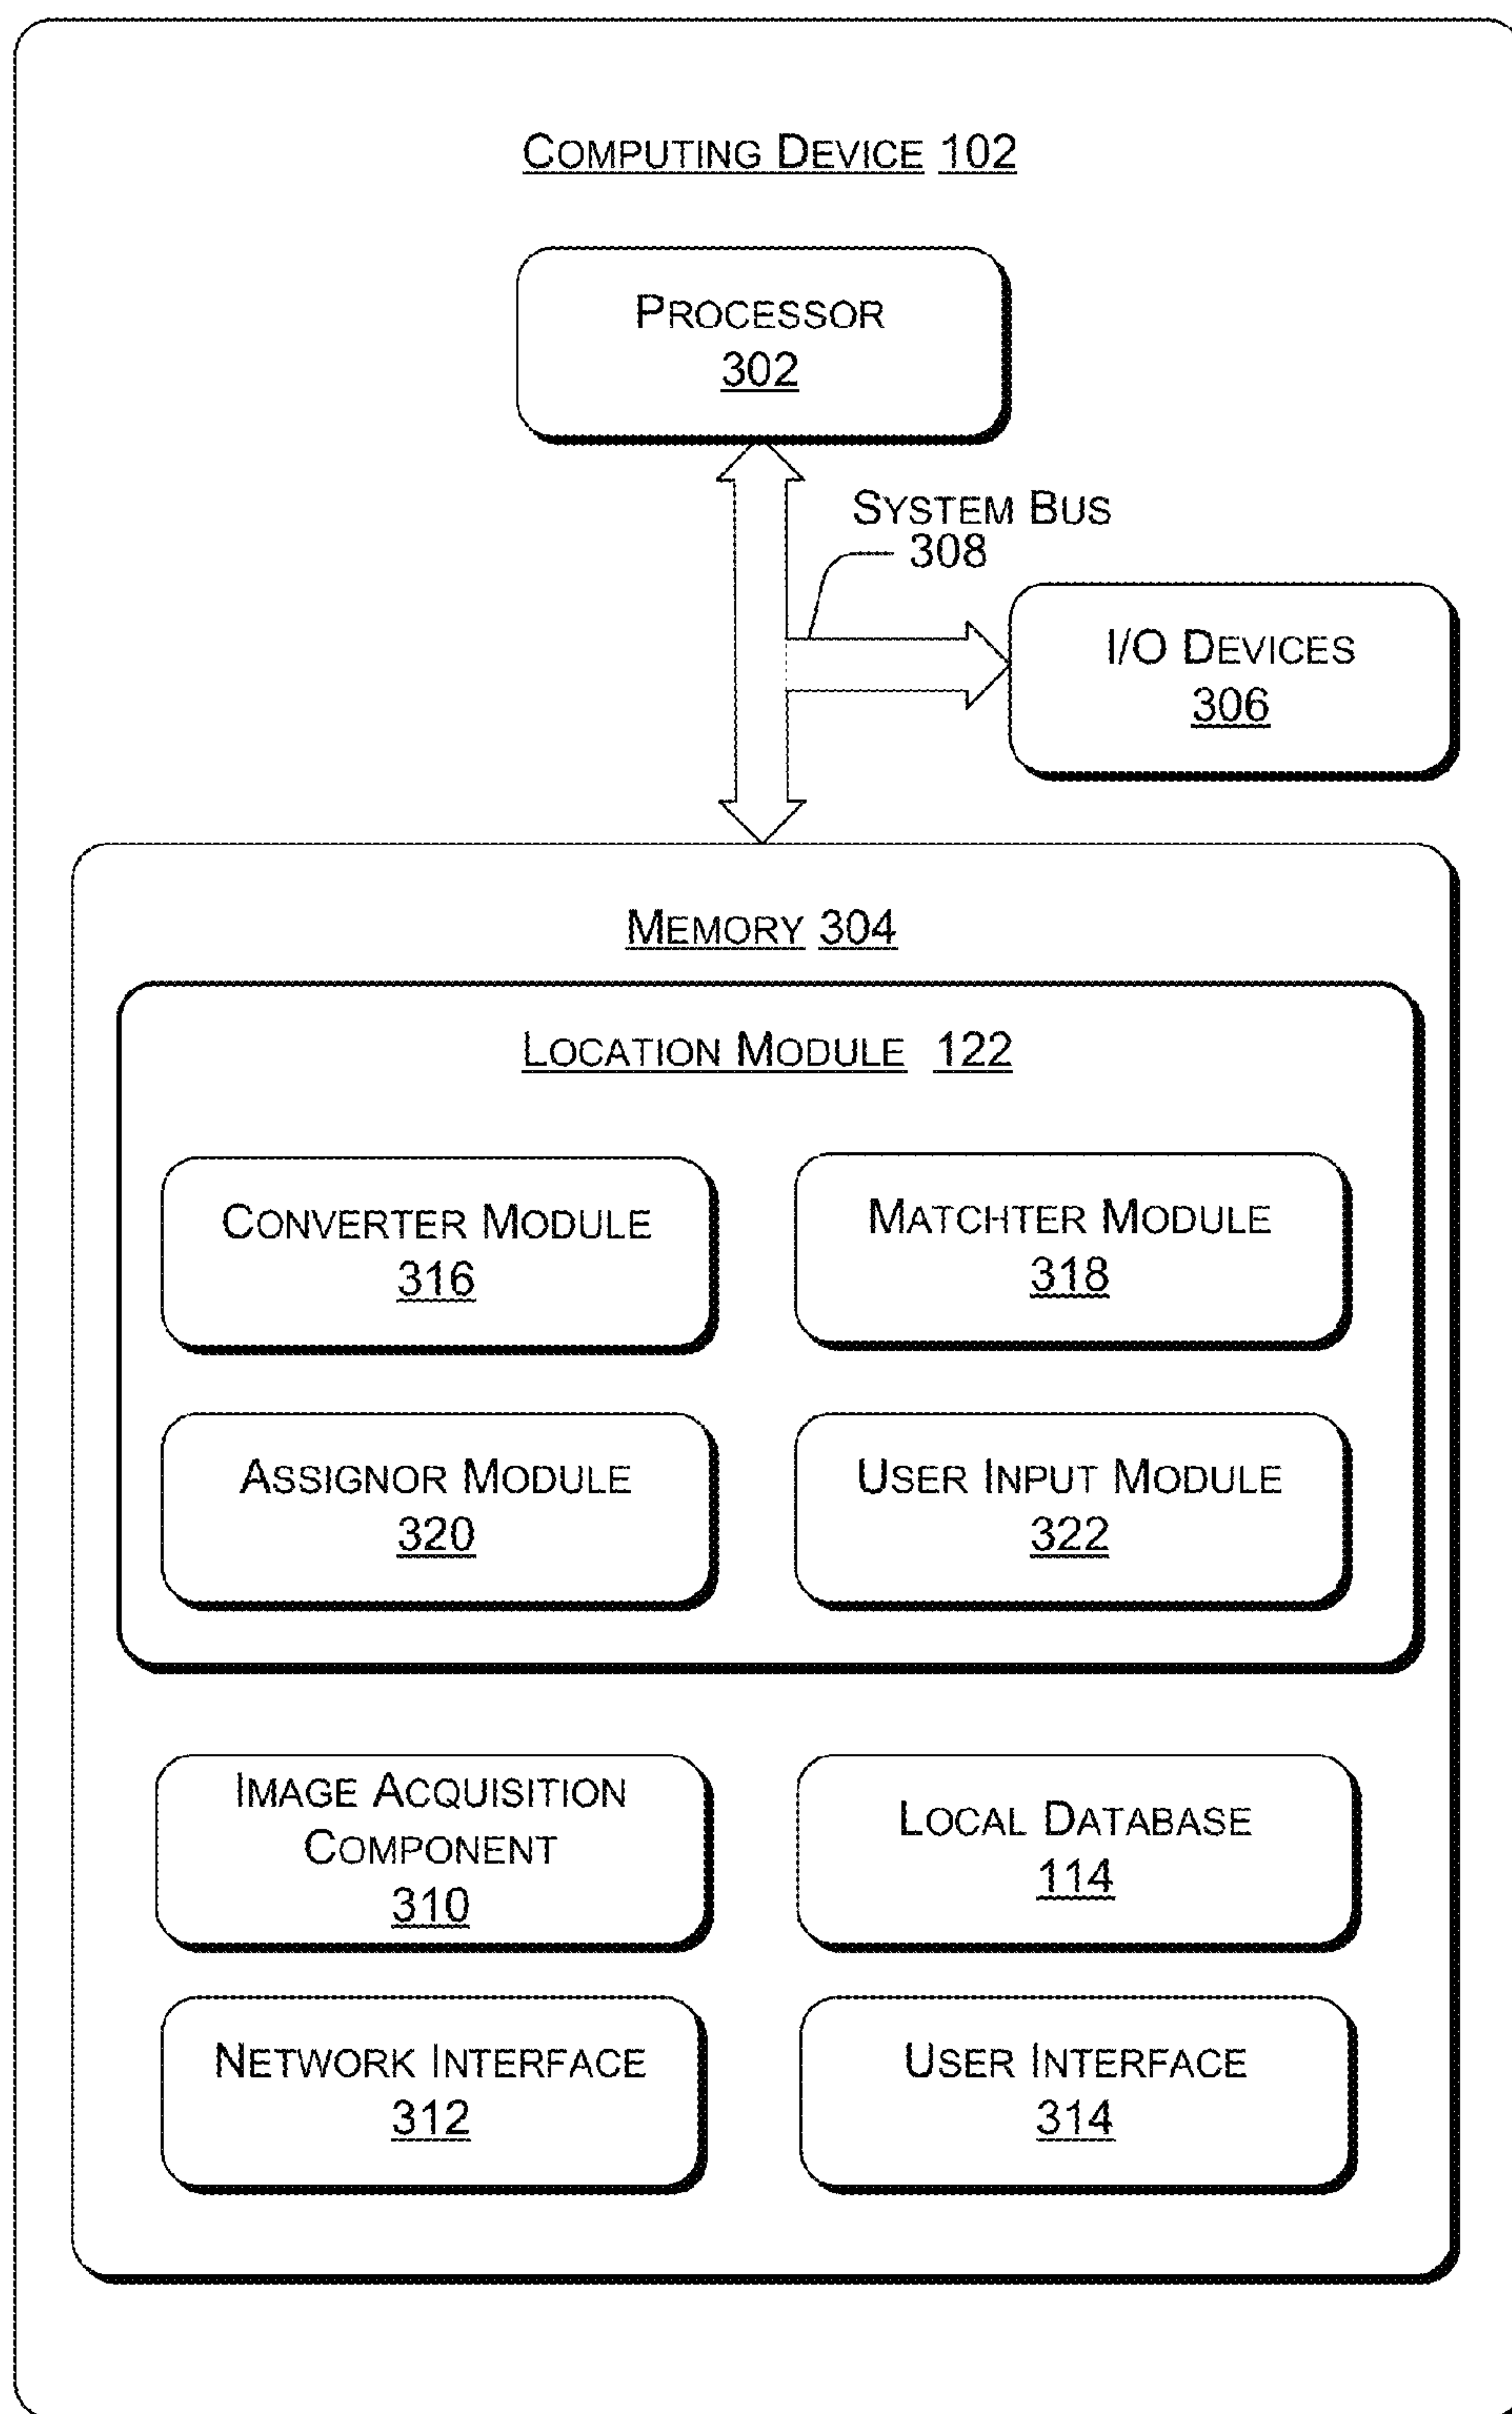 COMPUTING DEVICE 102
PROCESSOR
302
SYSTEM BUS
308
I/O DEVICES
306
MEMORY 304
LOCATION MODULE 122
CONVERTER MODULE
316
MATCHTER MODULE
318
ASSIGNOR MODULE
320
USER INPUT MODULE
322
IMAGE ACQUISITION
COMPONENT
310
LOCAL DATABASE
114
NETWORK INTERFACE
312
USER INTERFACE
314